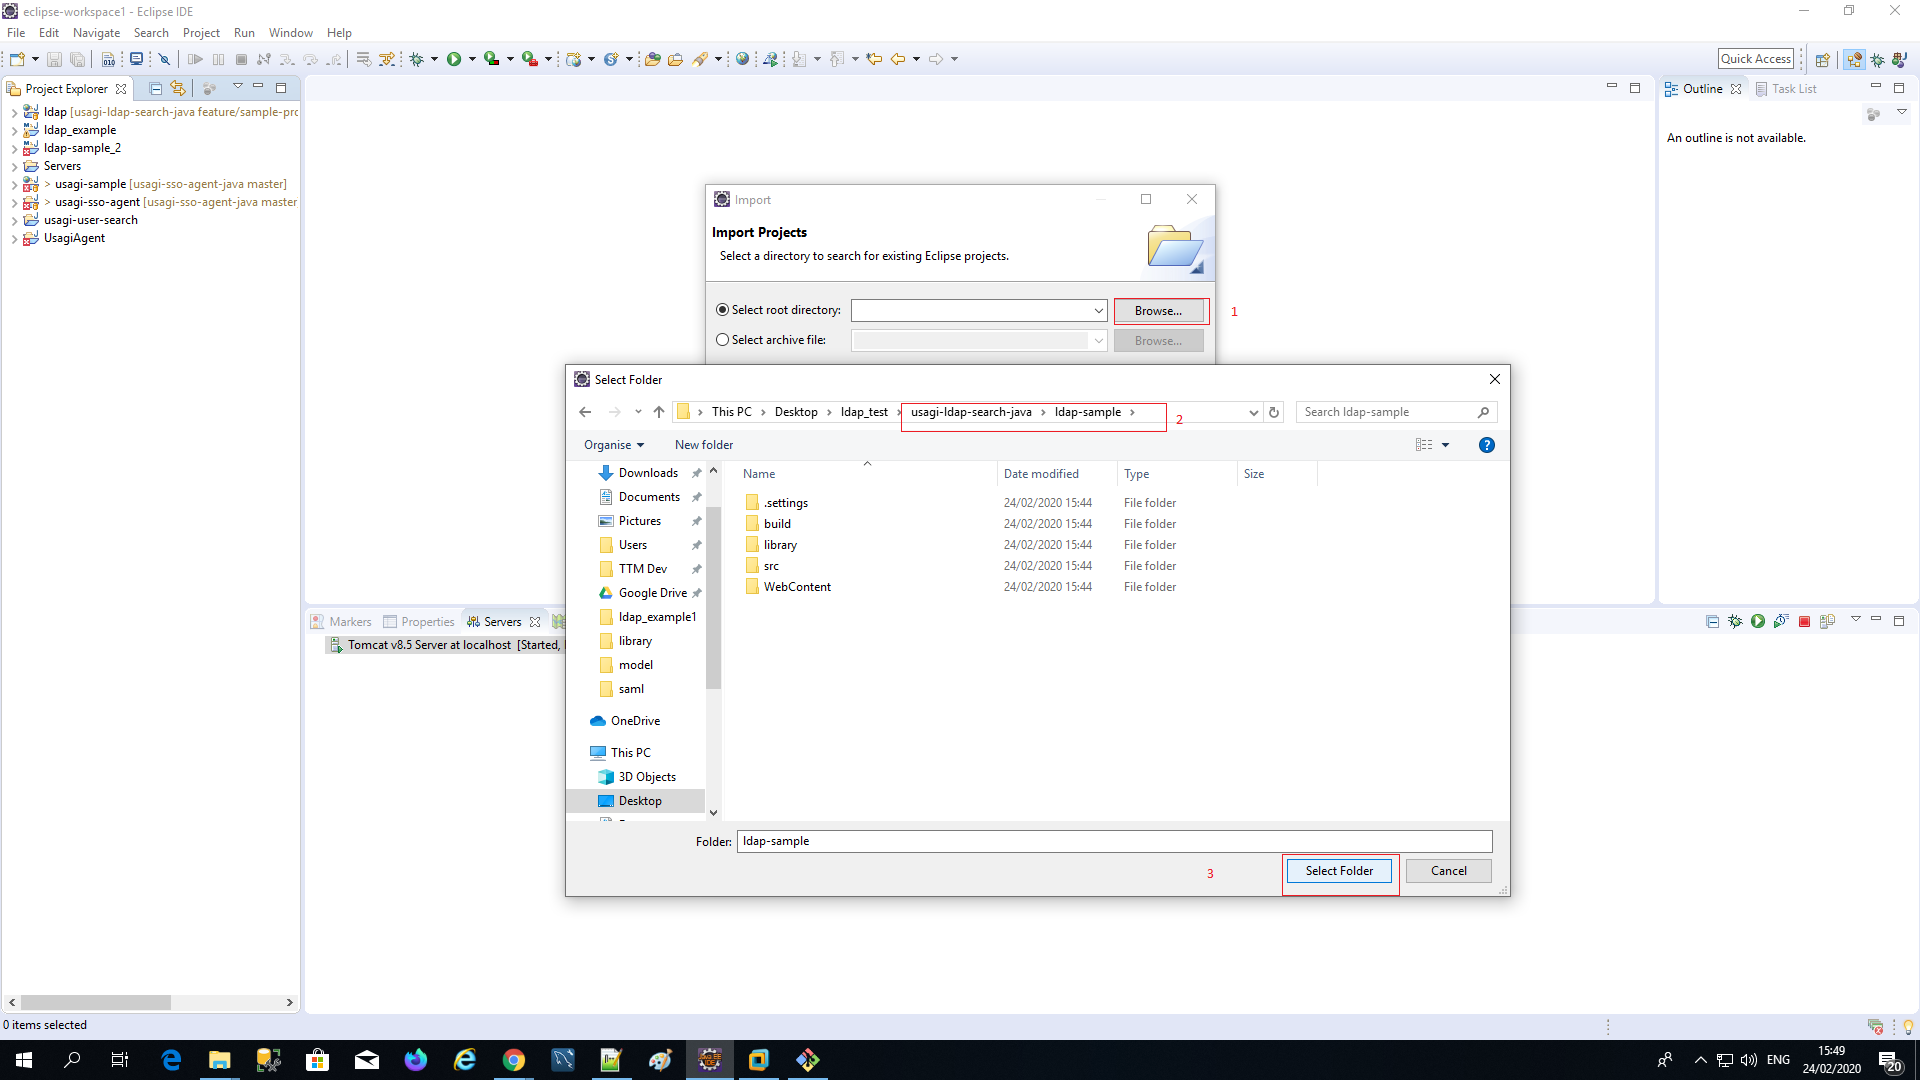 eclipse-workspace1 - Eclipse IDE
File Edit Navigate Search Project Run Window Help
Quick Access
Project Explorer
ldap [usagi-ldap-search-java feature/sample-prc
ldap_example
ldap-sample_2
Servers
> usagi-sample [usagi-sso-agent-java master]
> usagi-sso-agent [usagi-sso-agent-java master
usagi-user-search
UsagiAgent
Outline Task List
An outline is not available.
Import
Import Projects
Select a directory to search for existing Eclipse projects.
Select root directory: Browse... 1
Select archive file: Browse...
Select Folder
This PC Desktop ldap_test usagi-ldap-search-java ldap-sample 2
Search ldap-sample
Organise New folder
Downloads
Documents
Pictures
Users
TTM Dev
Google Drive
ldap_example1
library
model
saml
OneDrive
This PC
3D Objects
Desktop
Name Date modified Type Size
.settings 24/02/2020 15:44 File folder
build 24/02/2020 15:44 File folder
library 24/02/2020 15:44 File folder
src 24/02/2020 15:44 File folder
WebContent 24/02/2020 15:44 File folder
Folder: ldap-sample
3 Select Folder Cancel
Markers Properties Servers
Tomcat v8.5 Server at localhost [Started,
0 items selected
ENG
15:49
24/02/2020
20